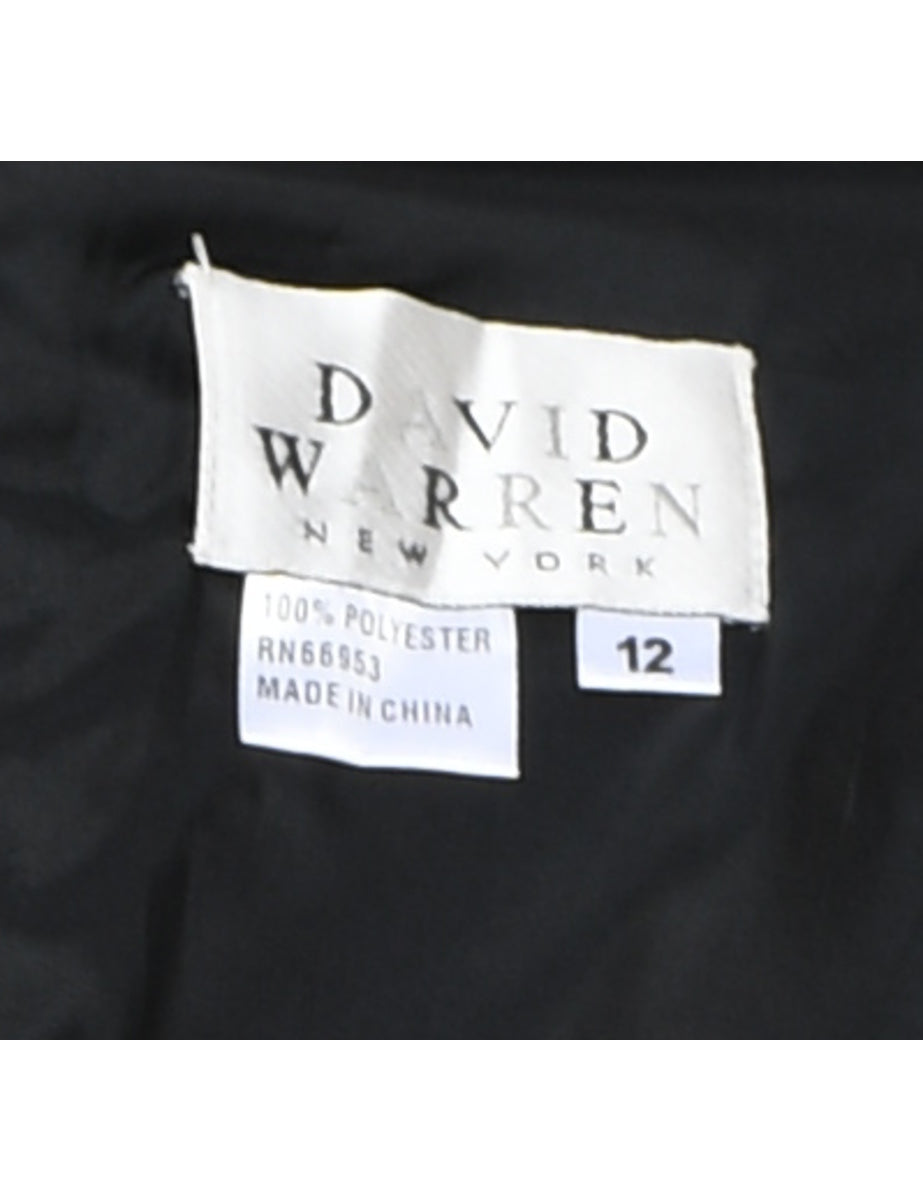 DAVID
WARREN
NEW YORK
100% POLYESTER
RN66953
MADE IN CHINA
12